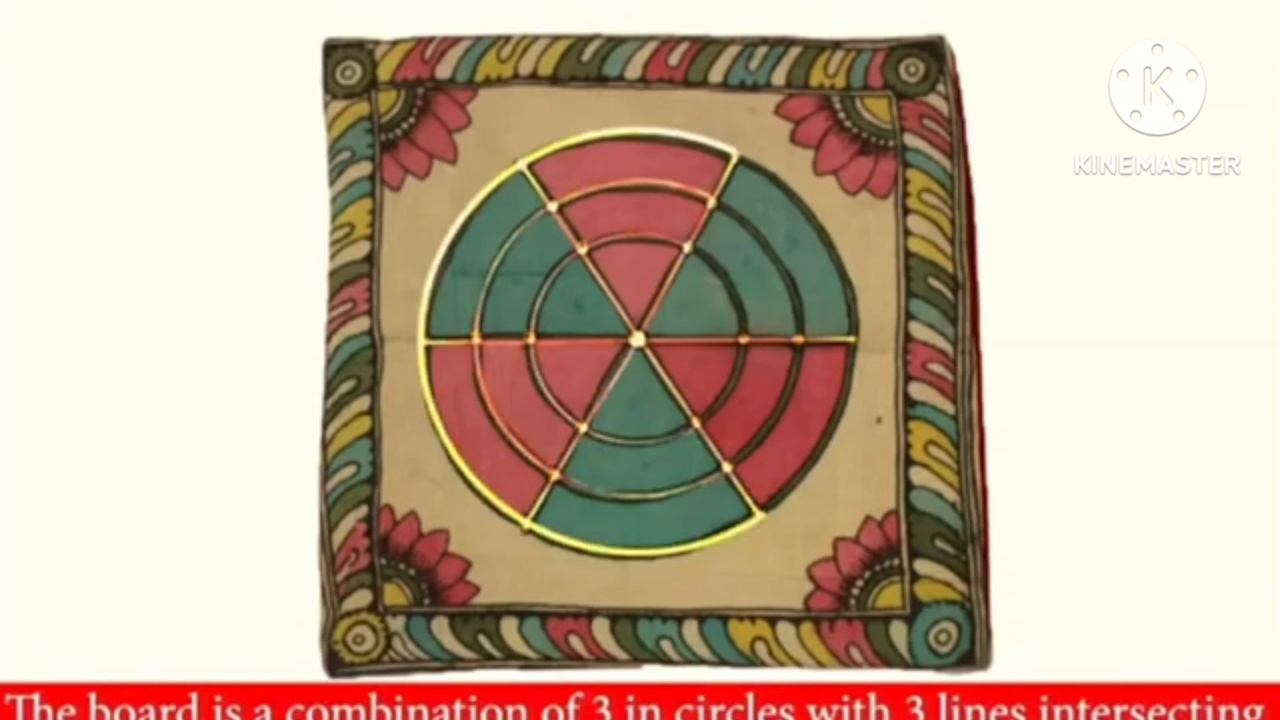 K
KINEMASTER
The board is a combination of 3 in circles with 3 lines intersecting